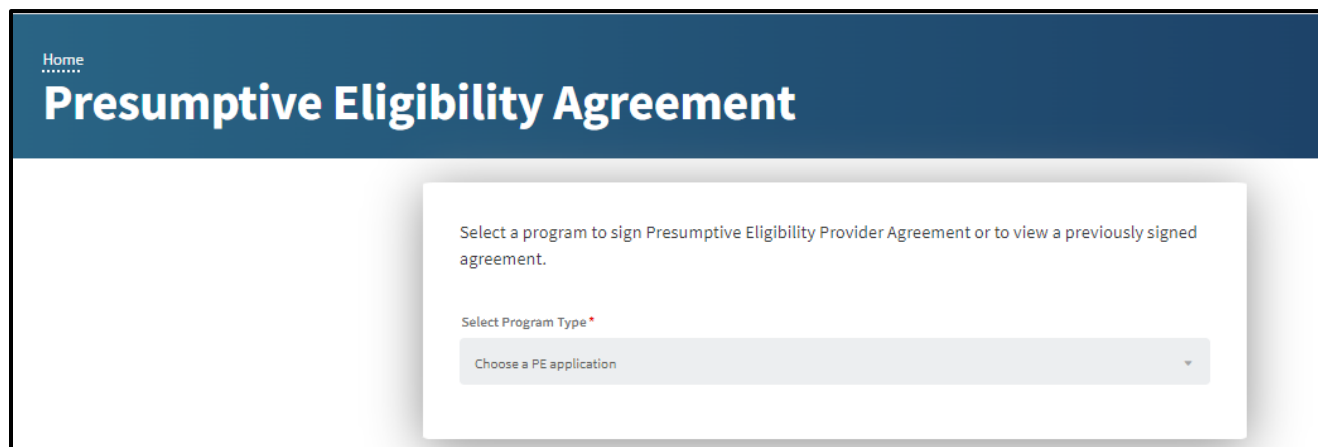 Home
Presumptive Eligibility Agreement
Select a program to sign Presumptive Eligibility Provider Agreement or to view a previously signed
agreement.
Select Program Type*
Choose a PE application